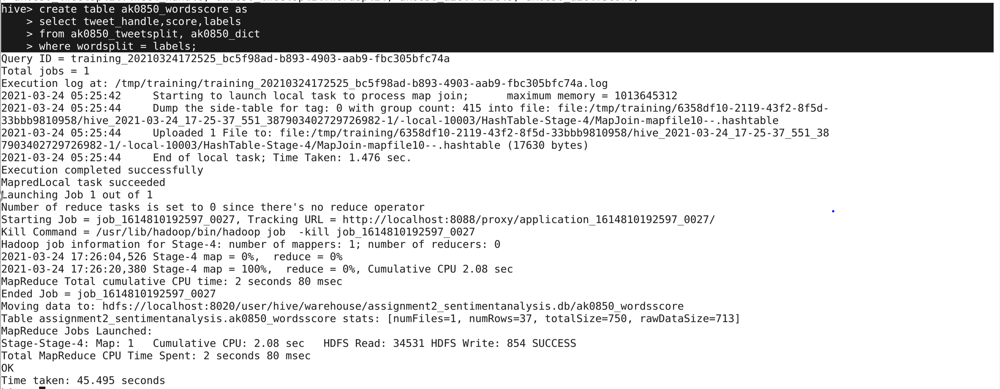 hive> create table ak0850_wordsscore as
    > select tweet_handle,score,labels
    > from ak0850_tweetsplit, ak0850_dict
    > where wordsplit = labels;
Query ID = training_20210324172525_bc5f98ad-b893-4903-aab9-fbc305bfc74a
Total jobs = 1
Execution log at: /tmp/training/training_20210324172525_bc5f98ad-b893-4903-aab9-fbc305bfc74a.log
2021-03-24 05:25:42     Starting to launch local task to process map join;      maximum memory = 1013645312
2021-03-24 05:25:44     Dump the side-table for tag: 0 with group count: 415 into file: file:/tmp/training/6358df10-2119-43f2-8f5d-
33bbb9810958/hive_2021-03-24_17-25-37_551_387903402729726982-1/-local-10003/HashTable-Stage-4/MapJoin-mapfile10--.hashtable
2021-03-24 05:25:44     Uploaded 1 File to: file:/tmp/training/6358df10-2119-43f2-8f5d-33bbb9810958/hive_2021-03-24_17-25-37_551_38
7903402729726982-1/-local-10003/HashTable-Stage-4/MapJoin-mapfile10--.hashtable (17630 bytes)
2021-03-24 05:25:44     End of local task; Time Taken: 1.476 sec.
Execution completed successfully
MapredLocal task succeeded
Launching Job 1 out of 1
Number of reduce tasks is set to 0 since there's no reduce operator
Starting Job = job_1614810192597_0027, Tracking URL = http://localhost:8088/proxy/application_1614810192597_0027/
Kill Command = /usr/lib/hadoop/bin/hadoop job  -kill job_1614810192597_0027
Hadoop job information for Stage-4: number of mappers: 1; number of reducers: 0
2021-03-24 17:26:04,526 Stage-4 map = 0%,  reduce = 0%
2021-03-24 17:26:20,380 Stage-4 map = 100%,  reduce = 0%, Cumulative CPU 2.08 sec
MapReduce Total cumulative CPU time: 2 seconds 80 msec
Ended Job = job_1614810192597_0027
Moving data to: hdfs://localhost:8020/user/hive/warehouse/assignment2_sentimentanalysis.db/ak0850_wordsscore
Table assignment2_sentimentanalysis.ak0850_wordsscore stats: [numFiles=1, numRows=37, totalSize=750, rawDataSize=713]
MapReduce Jobs Launched:
Stage-Stage-4: Map: 1   Cumulative CPU: 2.08 sec   HDFS Read: 34531 HDFS Write: 854 SUCCESS
Total MapReduce CPU Time Spent: 2 seconds 80 msec
OK
Time taken: 45.495 seconds